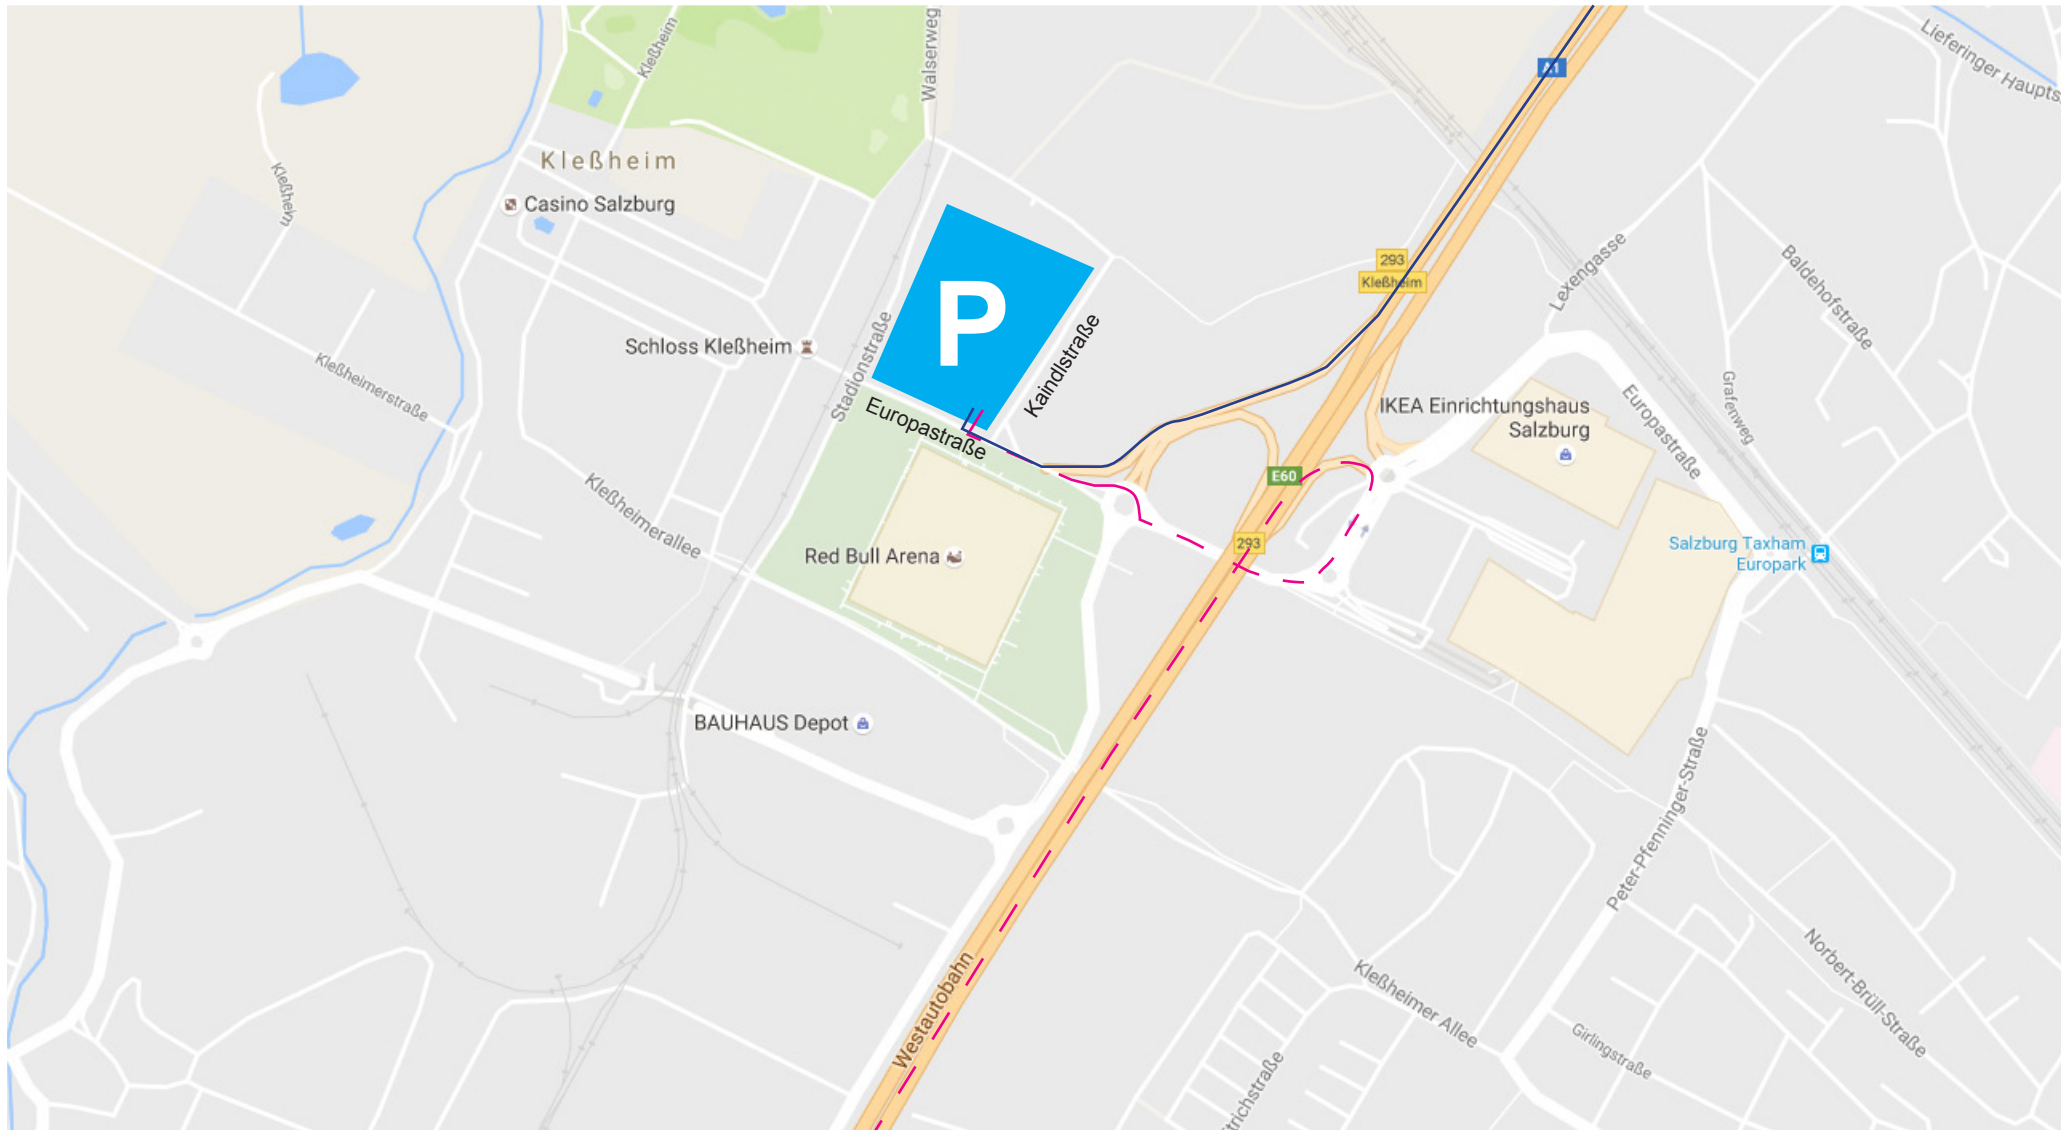 A1
Lieferinger Haupts
Kleßheim
Walserweg
Kleßheim
Casino Salzburg
Kleßheim
293
Kleßheim
Lexengasse
Baldehofstraße
P
Schloss Kleßheim
Stadionstraße
Kaindlstraße
Kleßheimerstraße
Europastraße
IKEA Einrichtungshaus
Salzburg
Europastraße
Grafenweg
E60
Kleßheimerallee
Red Bull Arena
293
Salzburg Taxham
Europark
BAUHAUS Depot
Peter-Pfenninger-Straße
Westautobahn
Kleßheimer Allee
Norbert-Brüll-Straße
Girlingstraße
trichstraße